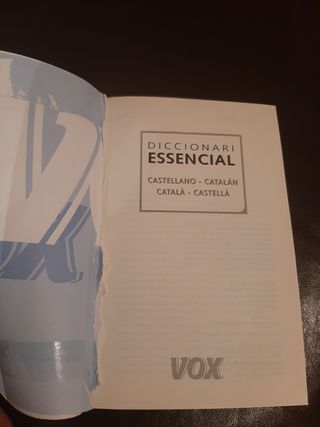 DICCIONARI
ESSENCIAL
CASTELLANO - CATALÁN
CATALÀ - CASTELLÀ
VOX